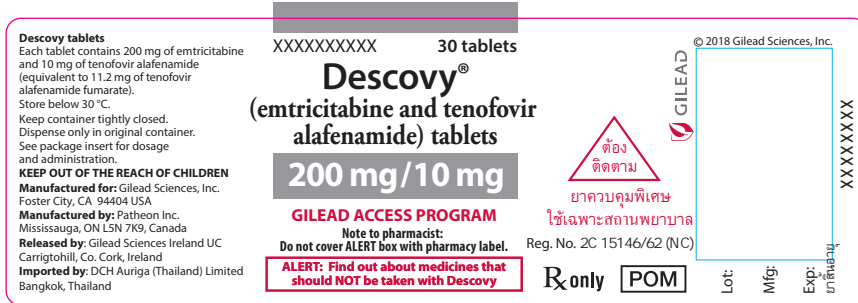 Descovy tablets
Each tablet contains 200 mg of emtricitabine
and 10 mg of tenofovir alafenamide
(equivalent to 11.2 mg of tenofovir
alafenamide fumarate).
Store below 30 °C.
Keep container tightly closed.
Dispense only in original container.
See package insert for dosage
and administration.
KEEP OUT OF THE REACH OF CHILDREN
Manufactured for: Gilead Sciences, Inc.
Foster City, CA 94404 USA
Manufactured by: Patheon Inc.
Mississauga, ON L5N 7K9, Canada
Released by: Gilead Sciences Ireland UC
Carrigtohill, Co. Cork, Ireland
Imported by: DCH Auriga (Thailand) Limited
Bangkok, Thailand
XXXXXXXXXX 30 tablets
Descovy®
(emtricitabine and tenofovir
alafenamide) tablets
200 mg/10 mg
GILEAD ACCESS PROGRAM
Note to pharmacist:
Do not cover ALERT box with pharmacy label.
ALERT: Find out about medicines that
should NOT be taken with Descovy
ต้อง
ติดตาม
ยาควบคุมพิเศษ
ใช้เฉพาะสถานพยาบาล
Reg. No. 2C 15146/62 (NC)
Rx only POM
GILEAD
© 2018 Gilead Sciences, Inc.
Lot:
Mfg:
Exp:
ยาสิ้นอายุ
XXXXXXXX